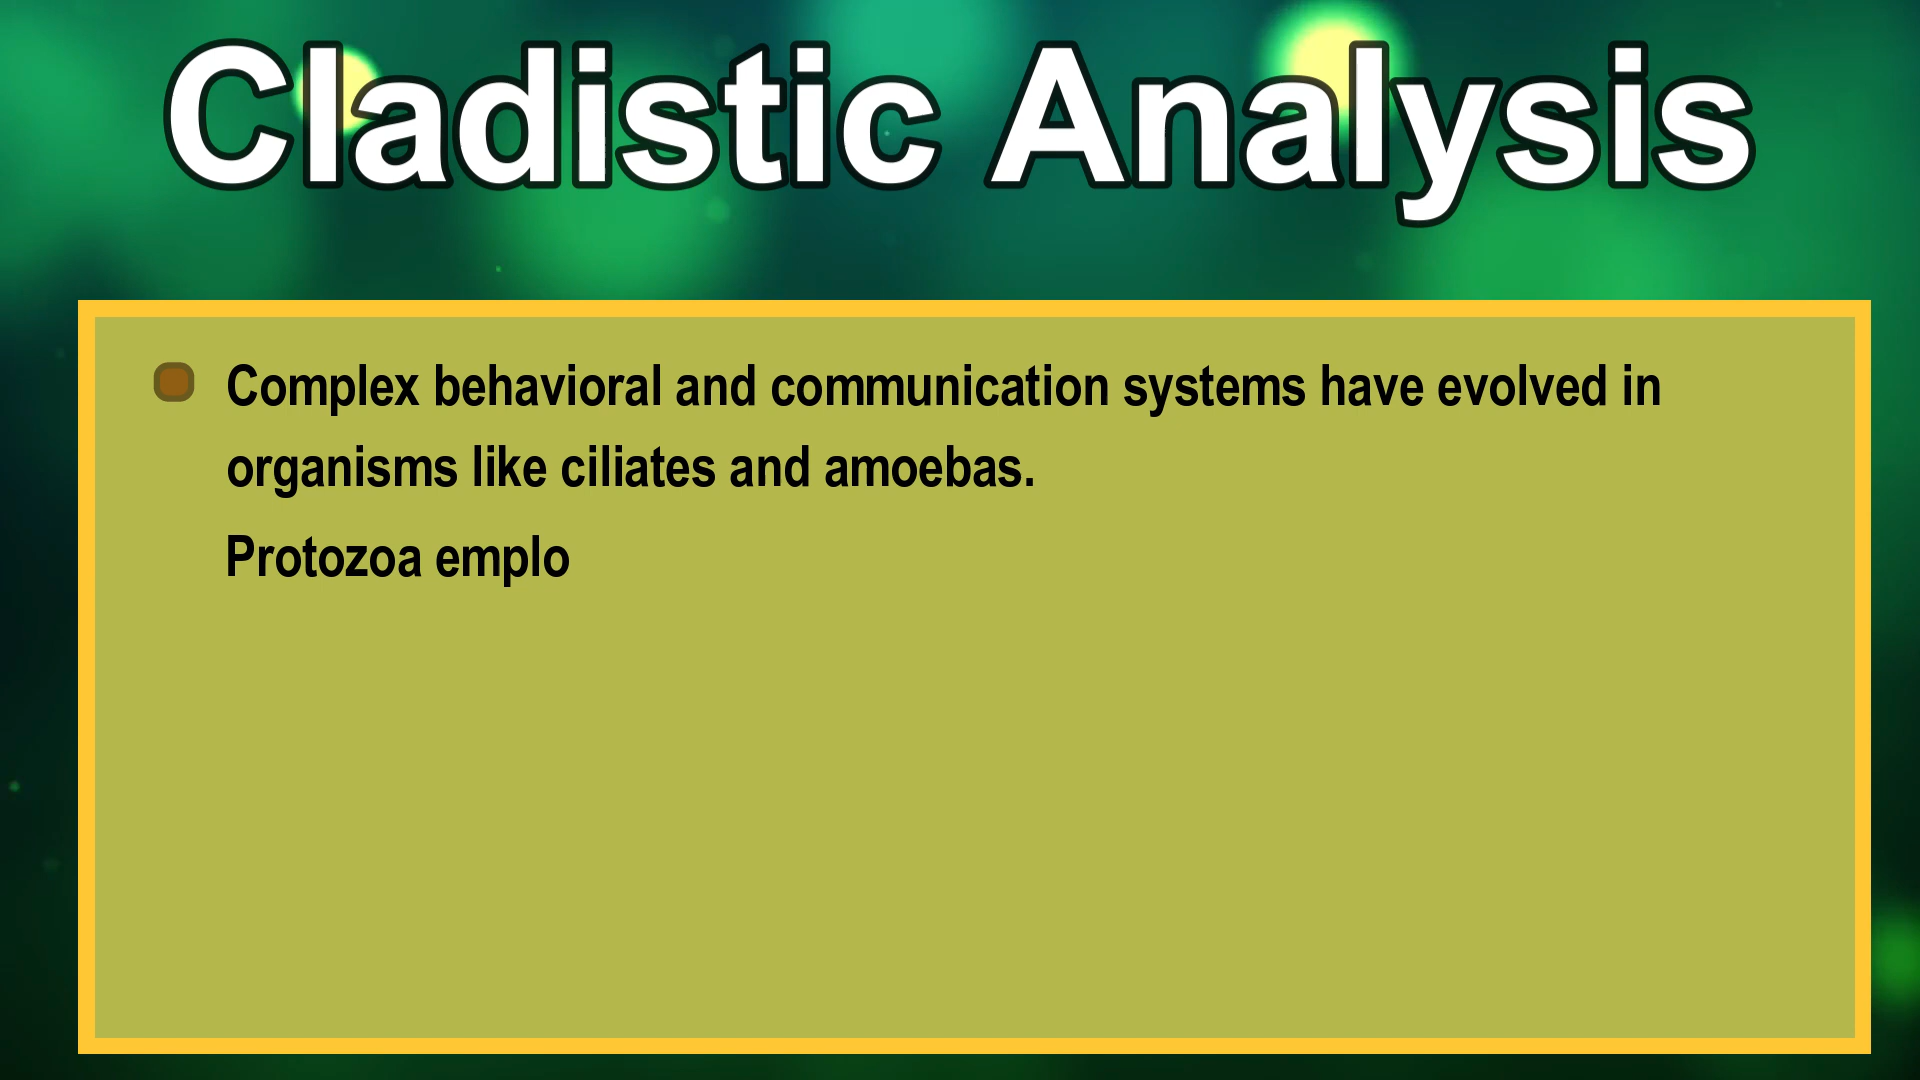 Cladistic Analysis
Complex behavioral and communication systems have evolved in
organisms like ciliates and amoebas.
Protozoa emplo